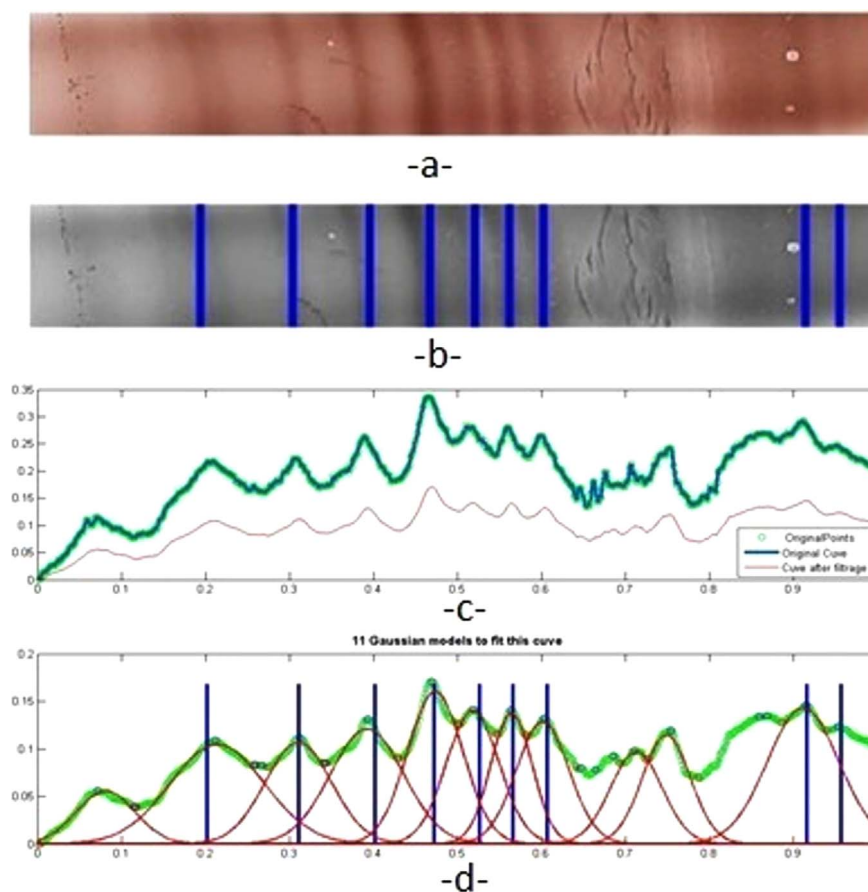 -a-
-b-
0.35
0.3
0.25
0.2
0.15
0.1
0.05
0
0 0.1 0.2 0.3 0.4 0.5 0.6 0.7 0.8 0.9
OriginalPoints
Original Cuve
Cuve after filtrage
-c-
11 Gaussian models to fit this cuve
0.2
0.15
0.1
0.05
0
0 0.1 0.2 0.3 0.4 0.5 0.6 0.7 0.8 0.9
-d-